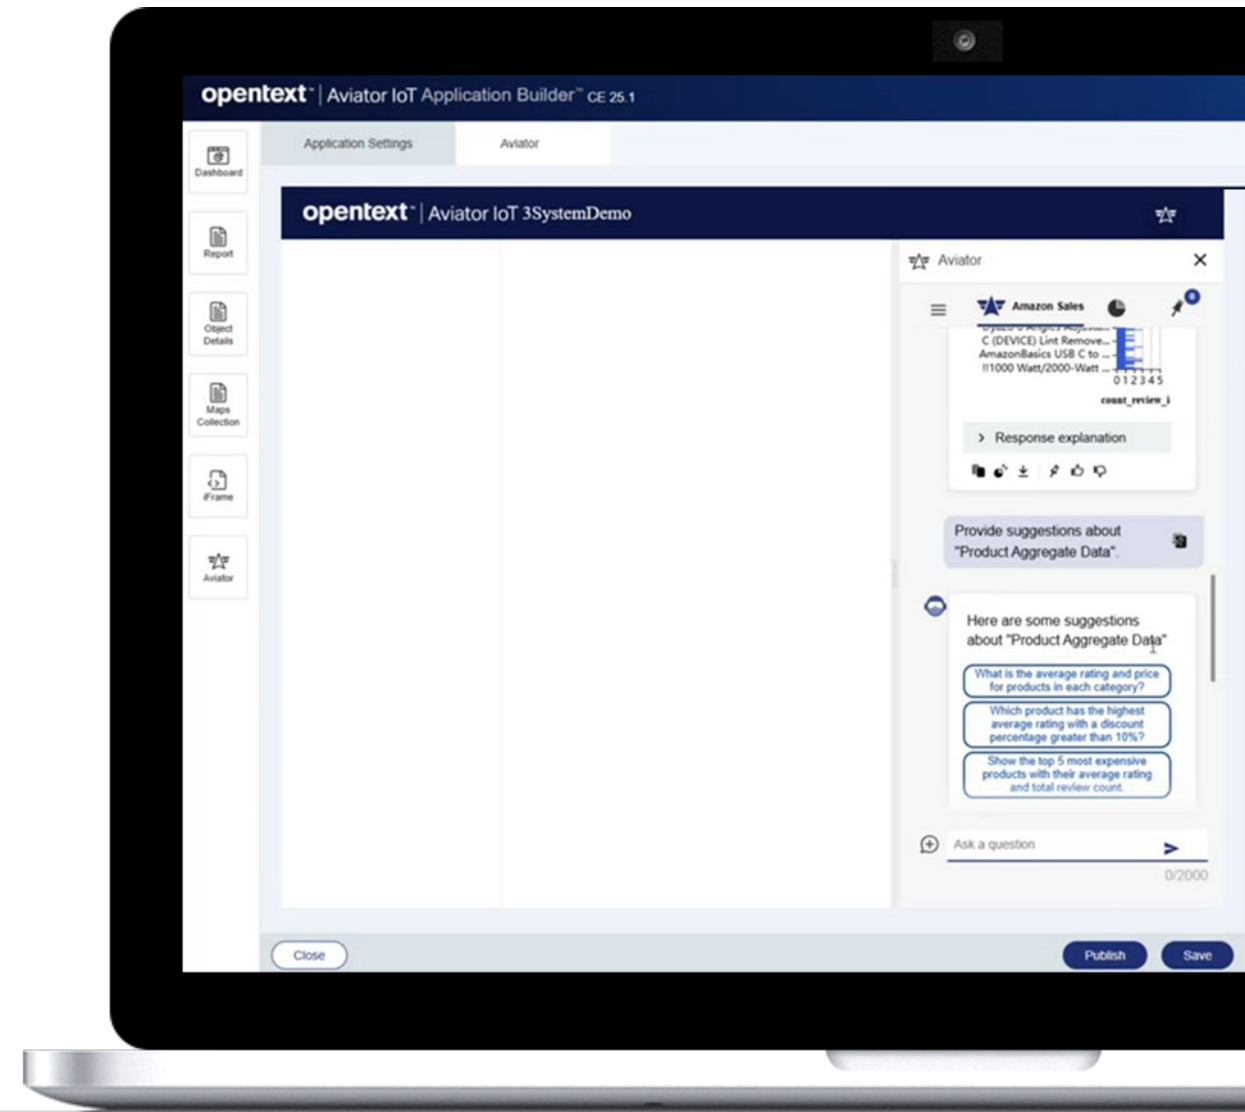 opentext™ | Aviator IoT Application Builder™ CE 25.1
Application Settings
Aviator
Dashboard
Report
Object
Details
Maps
Collection
iFrame
Aviator
opentext™ | Aviator IoT 3SystemDemo
Aviator
Amazon Sales
0
C (DEVICE) Lint Remove...
AmazonBasics USB C to ...
!!1000 Watt/2000-Watt ...
0 1 2 3 4 5
count_review_i
Response explanation
Provide suggestions about
"Product Aggregate Data".
Here are some suggestions
about "Product Aggregate Data"
What is the average rating and price
for products in each category?
Which product has the highest
average rating with a discount
percentage greater than 10%?
Show the top 5 most expensive
products with their average rating
and total review count.
Ask a question
0/2000
Close
Publish
Save